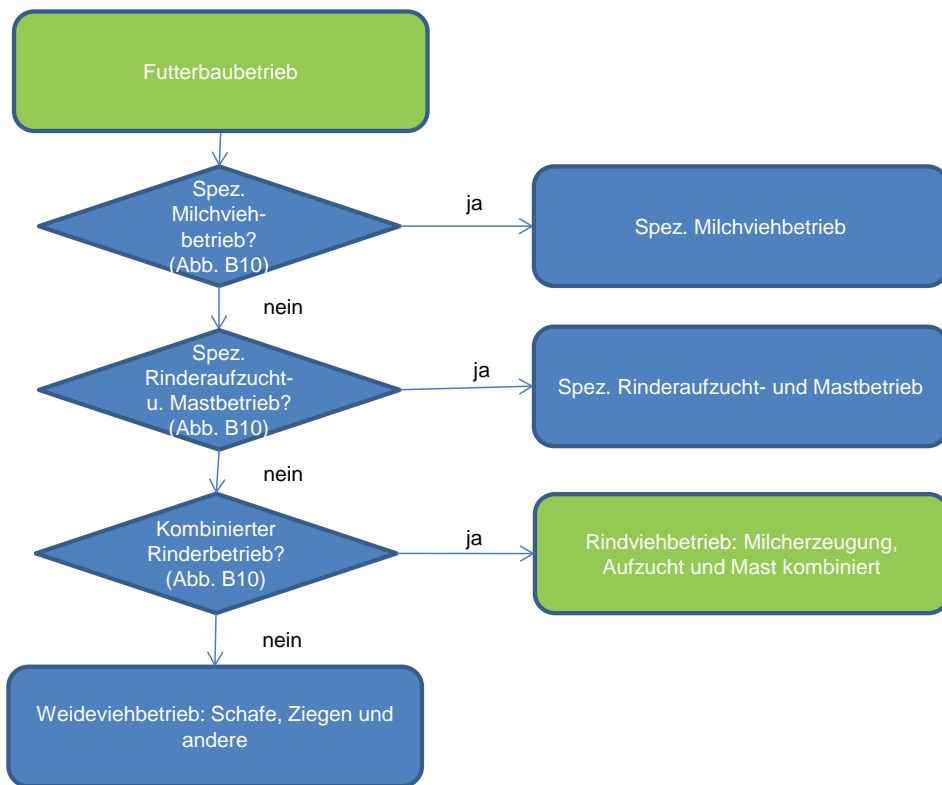 Futterbaubetrieb
Spez.
Milchvieh-
betrieb?
(Abb. B10)
ja
Spez. Milchviehbetrieb
nein
Spez.
Rinderaufzucht-
u. Mastbetrieb?
(Abb. B10)
ja
Spez. Rinderaufzucht- und Mastbetrieb
nein
Kombinierter
Rinderbetrieb?
(Abb. B10)
ja
Rindviehbetrieb: Milcherzeugung,
Aufzucht und Mast kombiniert
nein
Weideviehbetrieb: Schafe, Ziegen und
andere